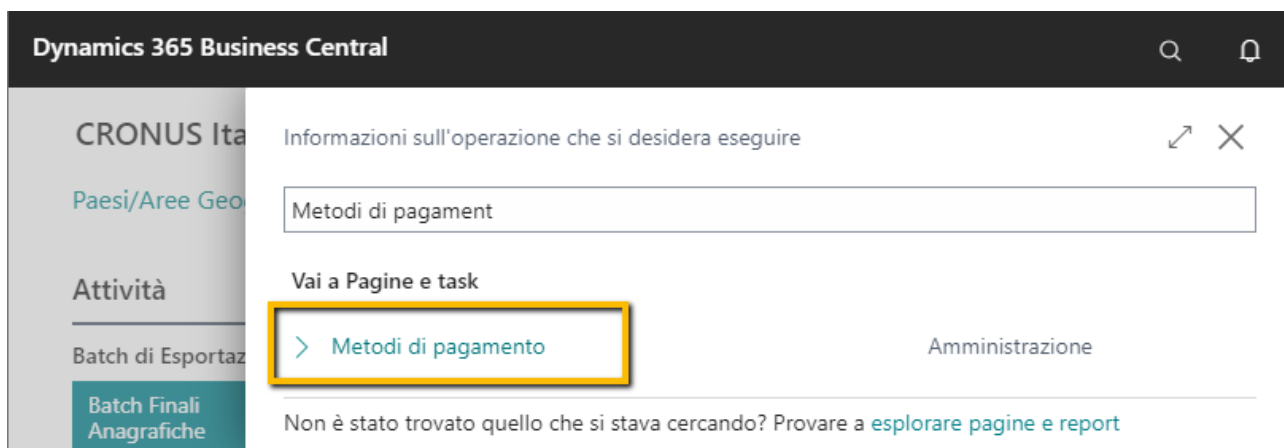 Dynamics 365 Business Central
CRONUS Ita
Informazioni sull'operazione che si desidera eseguire
Paesi/Aree Geo
Metodi di pagament
Vai a Pagine e task
Attività
Metodi di pagamento
Amministrazione
Batch di Esportaz
Batch Finali
Anagrafiche
Non è stato trovato quello che si stava cercando? Provare a esplorare pagine e report